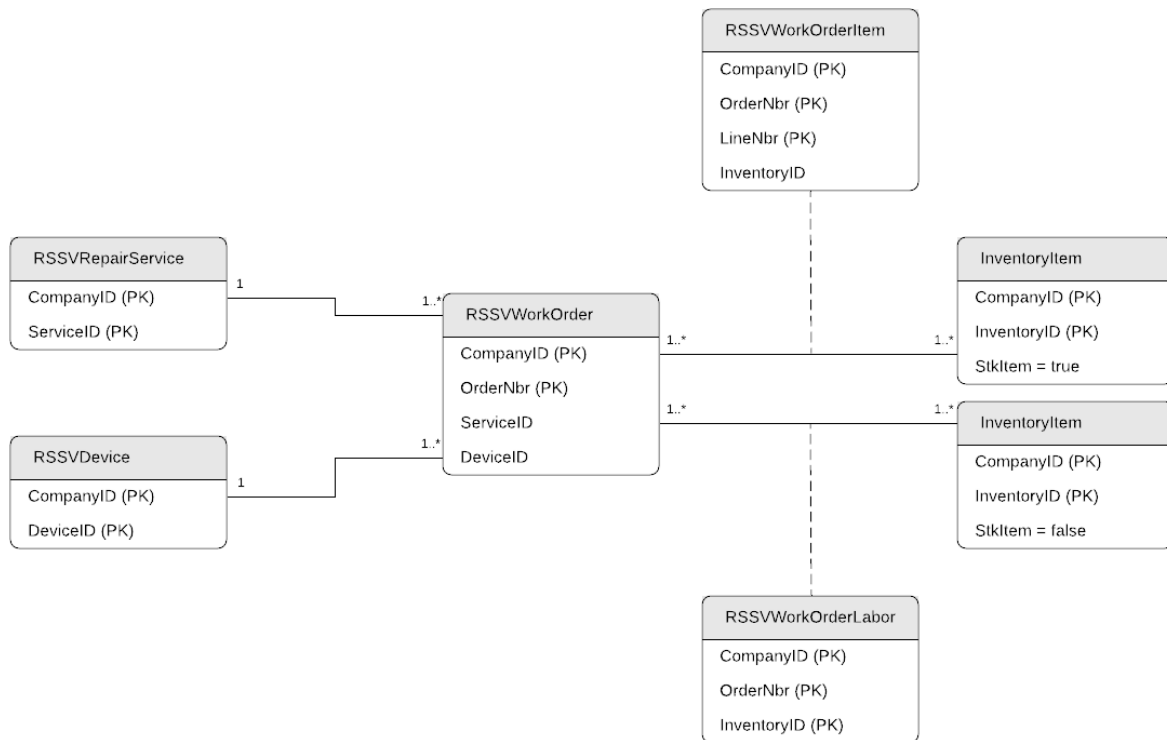 RSSVWorkOrderItem
CompanyID (PK)
OrderNbr (PK)
LineNbr (PK)
InventoryID
RSSVRepairService
CompanyID (PK)
ServiceID (PK)
1
1..*
RSSVWorkOrder
CompanyID (PK)
OrderNbr (PK)
ServiceID
DeviceID
1..*
1..*
InventoryItem
CompanyID (PK)
InventoryID (PK)
StkItem = true
RSSVDevice
CompanyID (PK)
DeviceID (PK)
1
1..*
1..*
1..*
InventoryItem
CompanyID (PK)
InventoryID (PK)
StkItem = false
RSSVWorkOrderLabor
CompanyID (PK)
OrderNbr (PK)
InventoryID (PK)